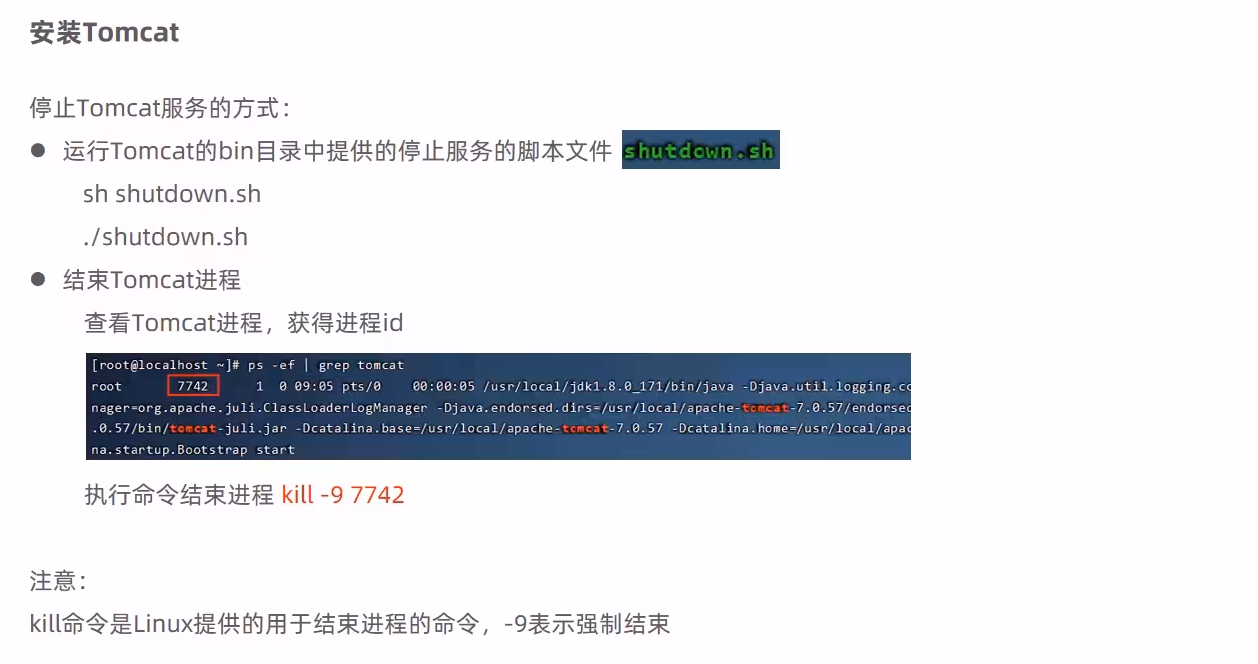 安装Tomcat
停止Tomcat服务的方式：
● 运行Tomcat的bin目录中提供的停止服务的脚本文件 shutdown.sh
sh shutdown.sh
./shutdown.sh
● 结束Tomcat进程
查看Tomcat进程，获得进程id
[root@localhost ~]# ps -ef | grep tomcat
root 7742 1 0 09:05 pts/0 00:00:05 /usr/local/jdk1.8.0_171/bin/java -Djava.util.logging.co
nager=org.apache.juli.ClassLoaderLogManager -Djava.endorsed.dirs=/usr/local/apache-tomcat-7.0.57/endorsed
.0.57/bin/tomcat-juli.jar -Dcatalina.base=/usr/local/apache-tomcat-7.0.57 -Dcatalina.home=/usr/local/apac
na.startup.Bootstrap start
执行命令结束进程 kill -9 7742
注意：
kill命令是Linux提供的用于结束进程的命令，-9表示强制结束